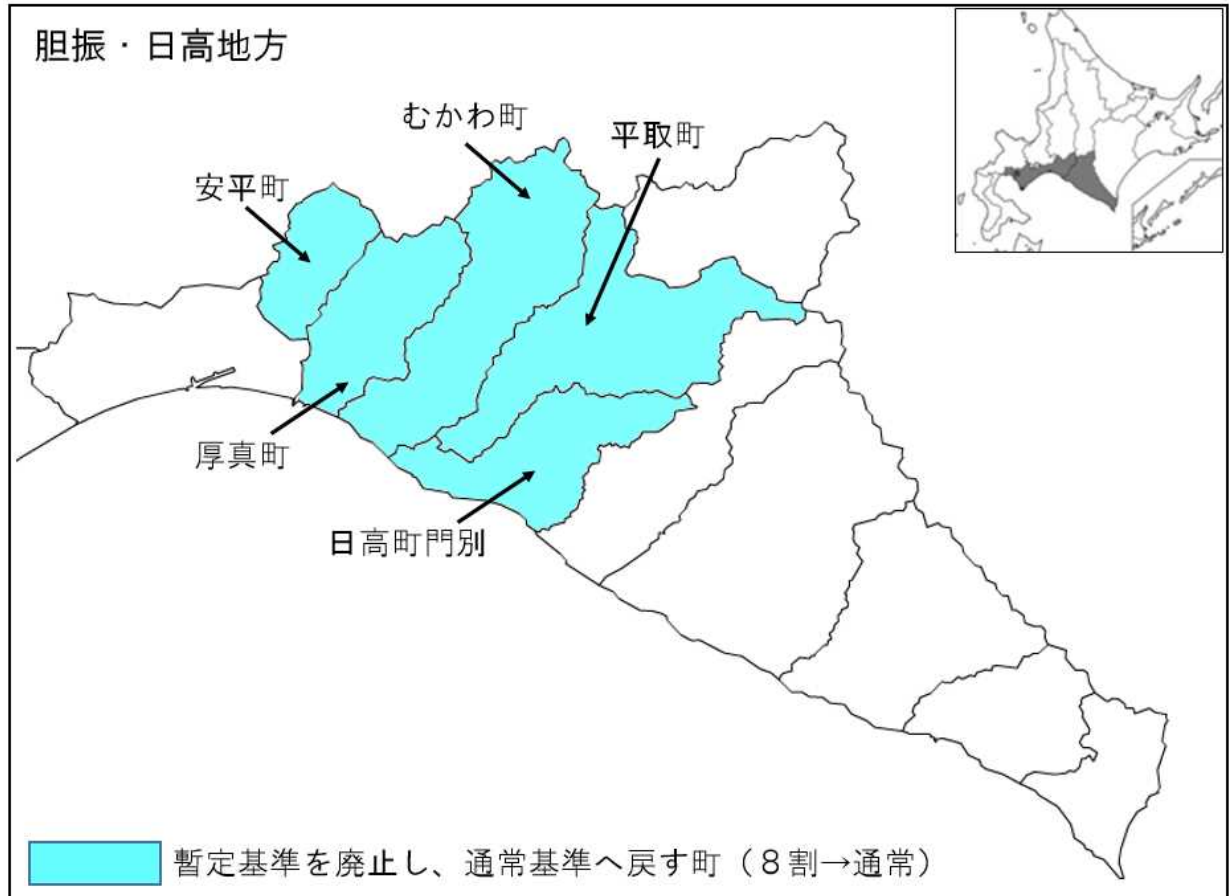 胆振・日高地方
むかわ町
平取町
安平町
厚真町
日高町門別
暫定基準を廃止し、通常基準へ戻す町（８割→通常）